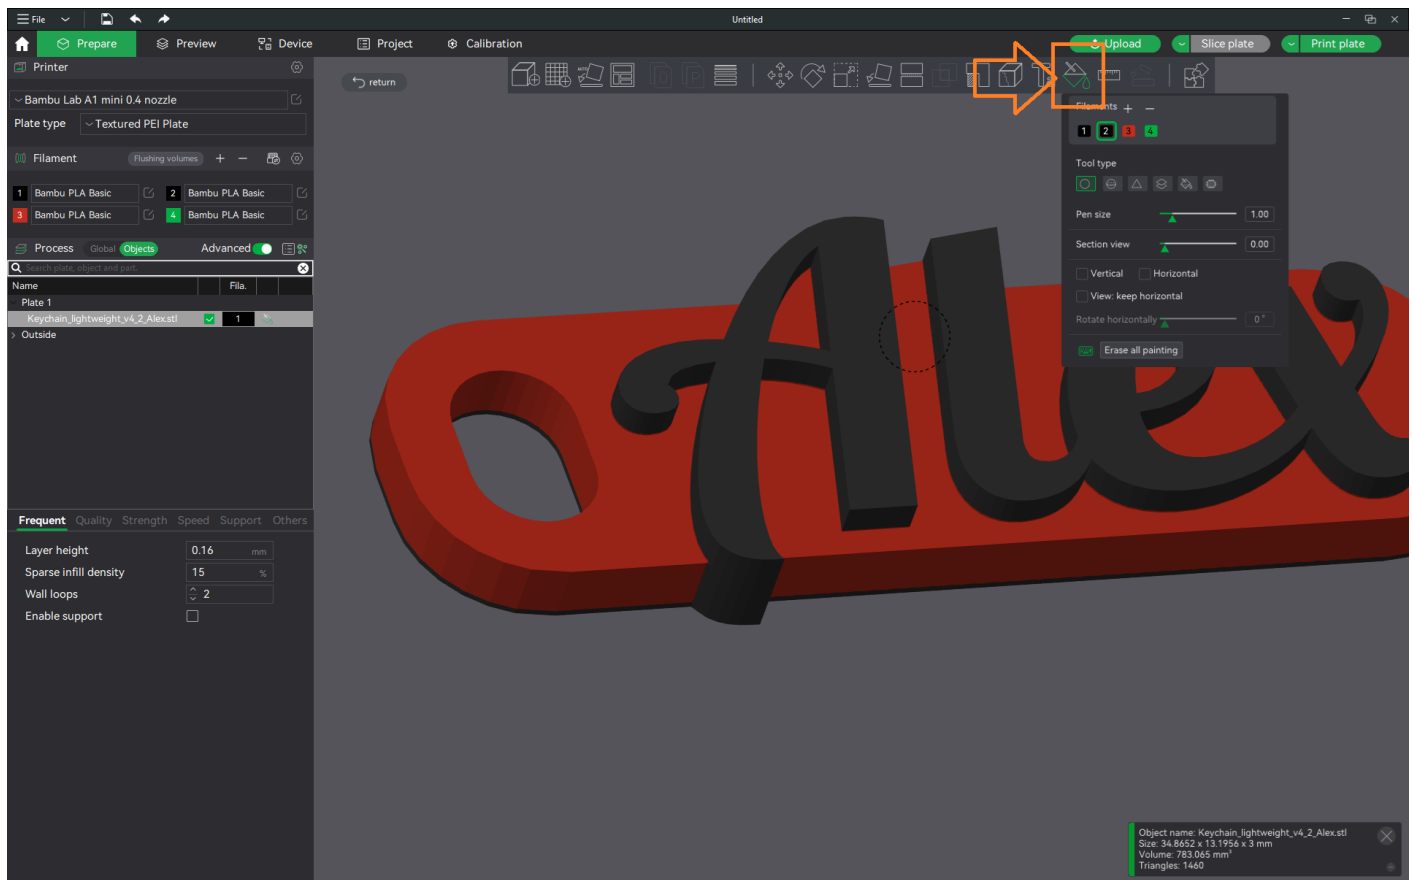 File
Untitled
Prepare Preview Device Project Calibration Upload Slice plate Print plate
Printer
return
Bambu Lab A1 mini 0.4 nozzle
Plate type Textured PEI Plate
Filament Flushing volumes + −
1 Bambu PLA Basic 2 Bambu PLA Basic
3 Bambu PLA Basic 4 Bambu PLA Basic
Process Global Objects Advanced
Search plate, object and part.
Name Fila.
Plate 1
Keychain_lightweight_v4_2_Alex.stl 1
Outside
Frequent Quality Strength Speed Support Others
Layer height 0.16 mm
Sparse infill density 15 %
Wall loops 2
Enable support
Filaments + −
1 2 3 4
Tool type
Pen size 1.00
Section view 0.00
Vertical Horizontal
View: keep horizontal
Rotate horizontally 0 °
Erase all painting
Alex
Object name: Keychain_lightweight_v4_2_Alex.stl
Size: 34.8652 x 13.1956 x 3 mm
Volume: 783.065 mm³
Triangles: 1460